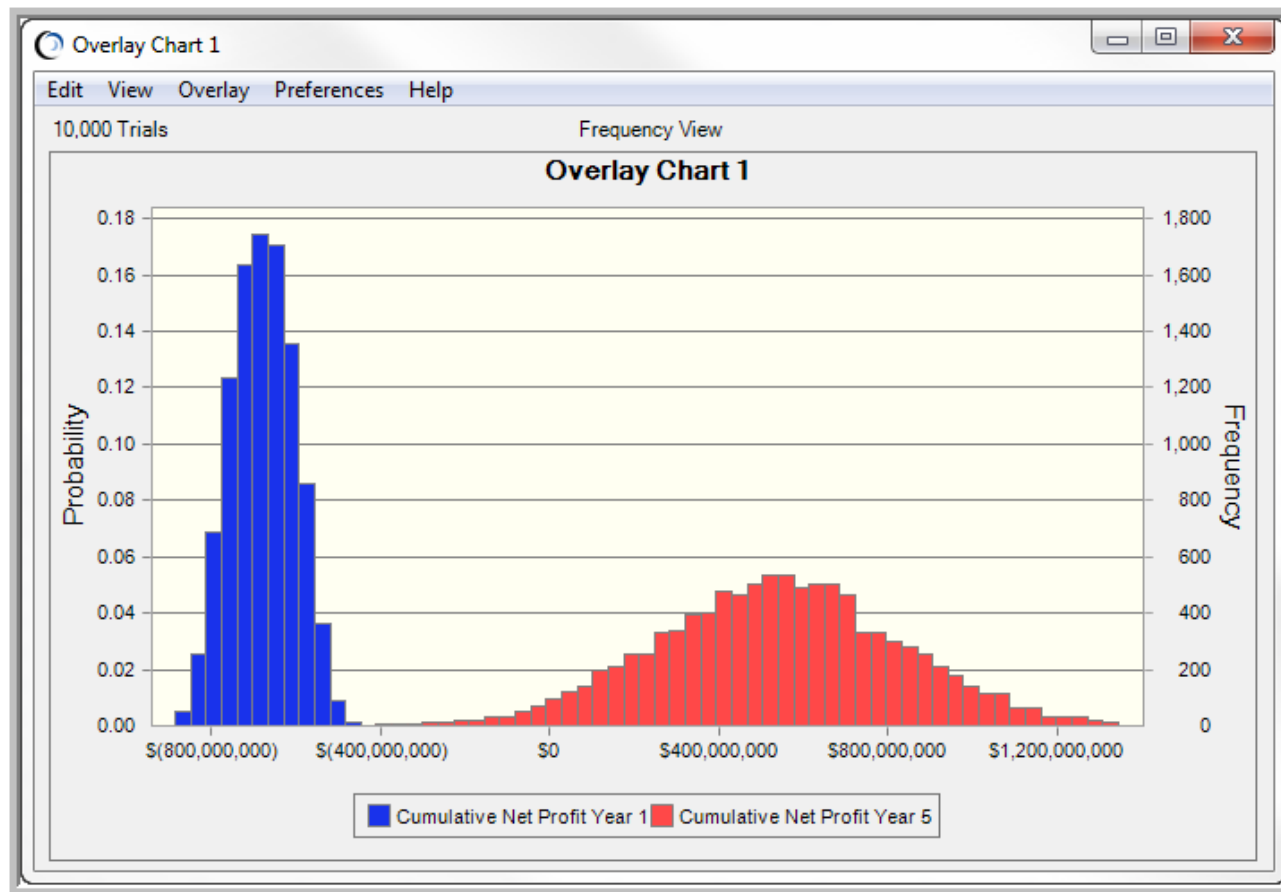 Overlay Chart 1
Edit View Overlay Preferences Help
10,000 Trials Frequency View
Overlay Chart 1
0.18 1,800
0.16 1,600
0.14 1,400
0.12 1,200
0.10 1,000
0.08 800
0.06 600
0.04 400
0.02 200
0.00 0
Probability
Frequency
$(800,000,000) $(400,000,000) $0 $400,000,000 $800,000,000 $1,200,000,000
Cumulative Net Profit Year 1 Cumulative Net Profit Year 5